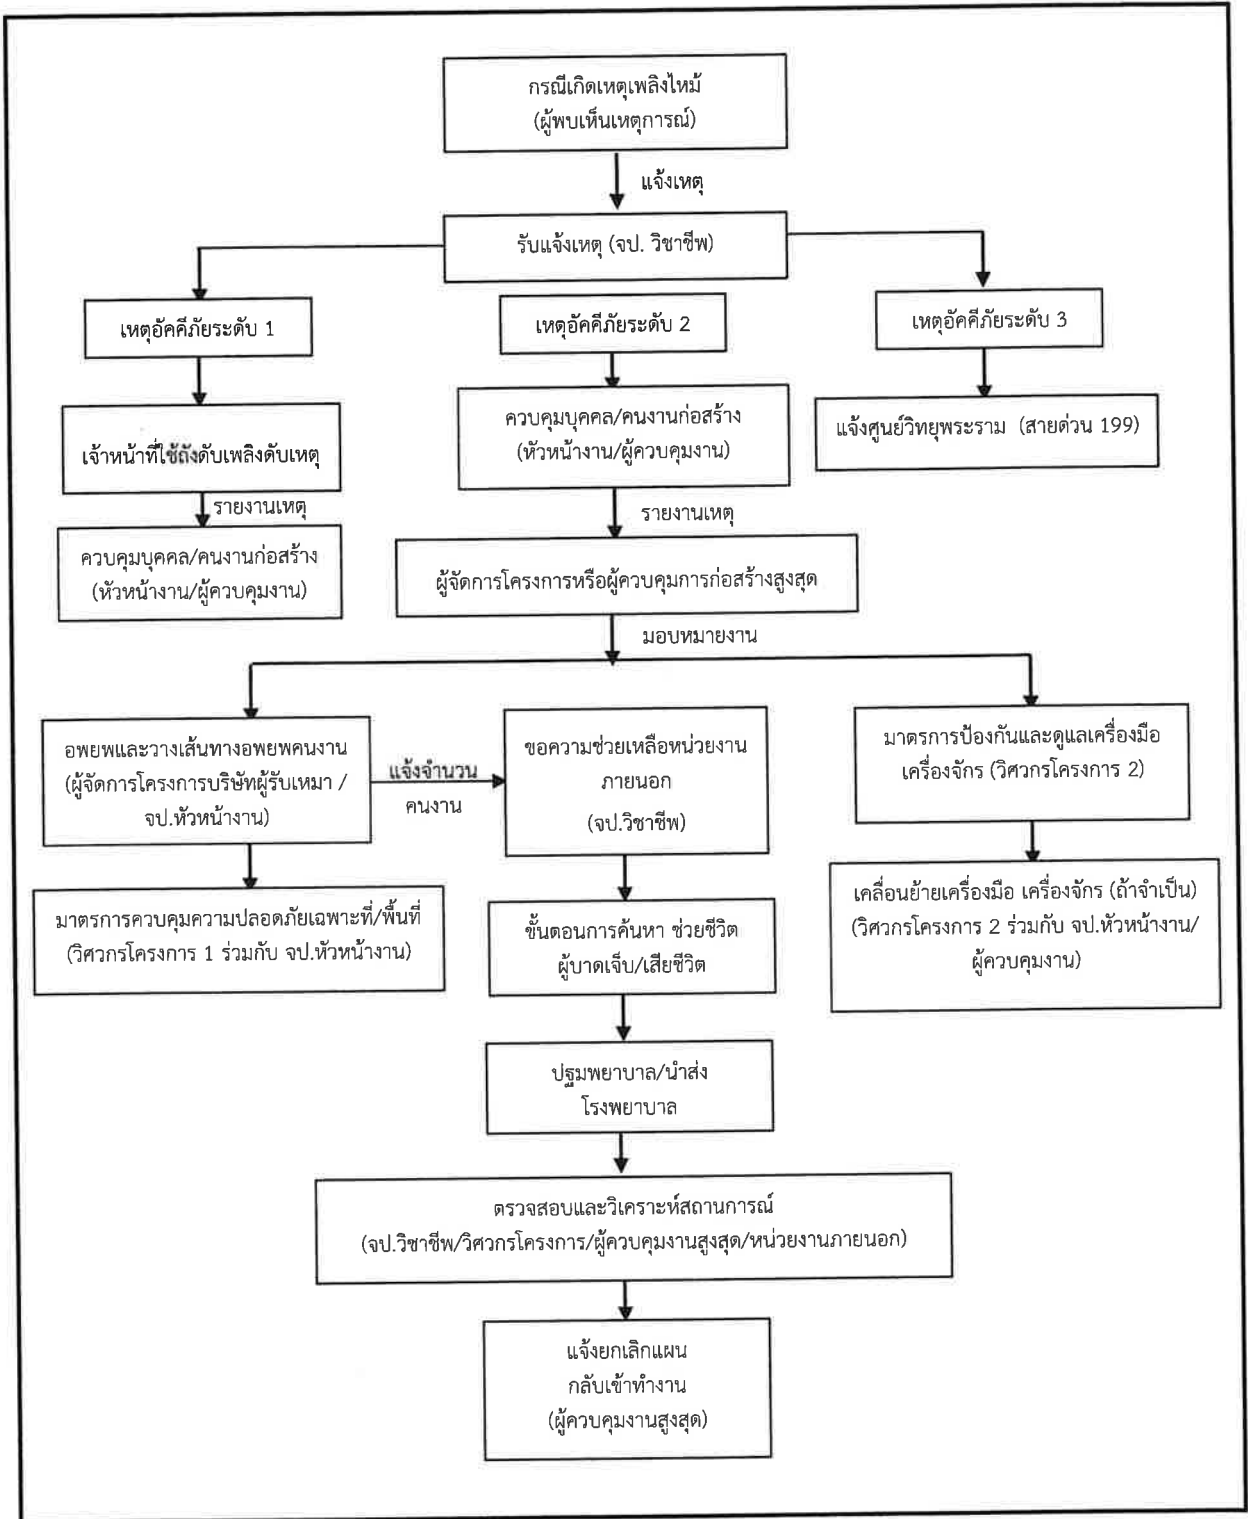 กรณีเกิดเหตุเพลิงไหม้
(ผู้พบเห็นเหตุการณ์)
แจ้งเหตุ
รับแจ้งเหตุ (จป. วิชาชีพ)
เหตุอัคคีภัยระดับ 1
เหตุอัคคีภัยระดับ 2
เหตุอัคคีภัยระดับ 3
เจ้าหน้าที่ใช้ถังดับเพลิงดับเหตุ
รายงานเหตุ
ควบคุมบุคคล/คนงานก่อสร้าง
(หัวหน้างาน/ผู้ควบคุมงาน)
ควบคุมบุคคล/คนงานก่อสร้าง
(หัวหน้างาน/ผู้ควบคุมงาน)
รายงานเหตุ
แจ้งศูนย์วิทยุพระราม (สายด่วน 199)
ผู้จัดการโครงการหรือผู้ควบคุมการก่อสร้างสูงสุด
มอบหมายงาน
อพยพและวางเส้นทางอพยพคนงาน
(ผู้จัดการโครงการบริษัทผู้รับเหมา /
จป.หัวหน้างาน)
แจ้งจำนวน
คนงาน
ขอความช่วยเหลือหน่วยงาน
ภายนอก
(จป.วิชาชีพ)
มาตรการป้องกันและดูแลเครื่องมือ
เครื่องจักร (วิศวกรโครงการ 2)
มาตรการควบคุมความปลอดภัยเฉพาะที่/พื้นที่
(วิศวกรโครงการ 1 ร่วมกับ จป.หัวหน้างาน)
ขั้นตอนการค้นหา ช่วยชีวิต
ผู้บาดเจ็บ/เสียชีวิต
เคลื่อนย้ายเครื่องมือ เครื่องจักร (ถ้าจำเป็น)
(วิศวกรโครงการ 2 ร่วมกับ จป.หัวหน้างาน/
ผู้ควบคุมงาน)
ปฐมพยาบาล/นำส่ง
โรงพยาบาล
ตรวจสอบและวิเคราะห์สถานการณ์
(จป.วิชาชีพ/วิศวกรโครงการ/ผู้ควบคุมงานสูงสุด/หน่วยงานภายนอก)
แจ้งยกเลิกแผน
กลับเข้าทำงาน
(ผู้ควบคุมงานสูงสุด)